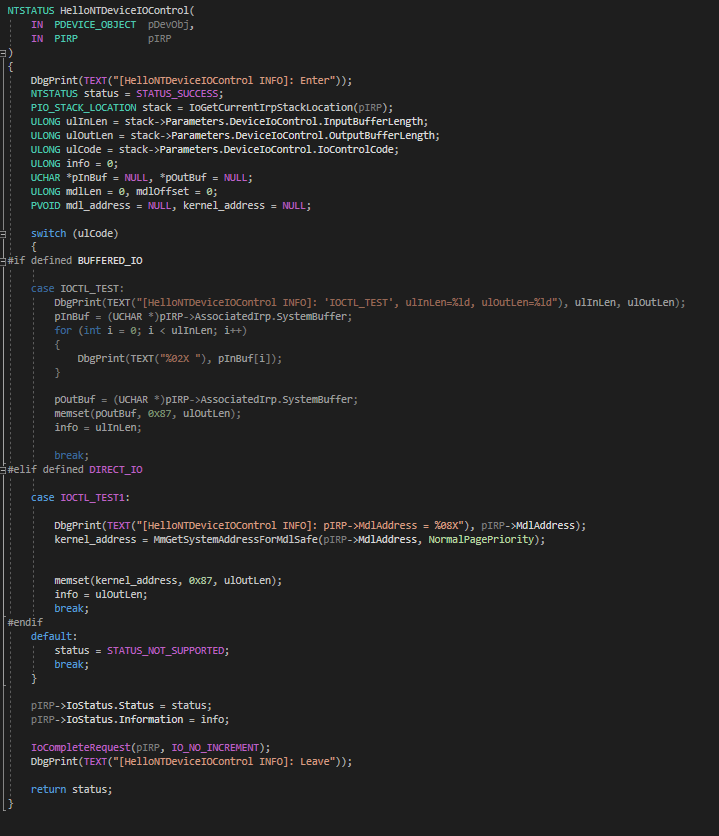 NTSTATUS HelloNTDeviceIOControl(
    IN  PDEVICE_OBJECT  pDevObj,
    IN  PIRP            pIRP
)
{
    DbgPrint(TEXT("[HelloNTDeviceIOControl INFO]: Enter"));
    NTSTATUS status = STATUS_SUCCESS;
    PIO_STACK_LOCATION stack = IoGetCurrentIrpStackLocation(pIRP);
    ULONG ulInLen = stack->Parameters.DeviceIoControl.InputBufferLength;
    ULONG ulOutLen = stack->Parameters.DeviceIoControl.OutputBufferLength;
    ULONG ulCode = stack->Parameters.DeviceIoControl.IoControlCode;
    ULONG info = 0;
    UCHAR *pInBuf = NULL, *pOutBuf = NULL;
    ULONG mdlLen = 0, mdlOffset = 0;
    PVOID mdl_address = NULL, kernel_address = NULL;
    switch (ulCode)
    {
#if defined BUFFERED_IO
    case IOCTL_TEST:
        DbgPrint(TEXT("[HelloNTDeviceIOControl INFO]: 'IOCTL_TEST', ulInLen=%ld, ulOutLen=%ld"), ulInLen, ulOutLen);
        pInBuf = (UCHAR *)pIRP->AssociatedIrp.SystemBuffer;
        for (int i = 0; i < ulInLen; i++)
        {
            DbgPrint(TEXT("%02X "), pInBuf[i]);
        }
        pOutBuf = (UCHAR *)pIRP->AssociatedIrp.SystemBuffer;
        memset(pOutBuf, 0x87, ulOutLen);
        info = ulInLen;
        break;
#elif defined DIRECT_IO
    case IOCTL_TEST1:
        DbgPrint(TEXT("[HelloNTDeviceIOControl INFO]: pIRP->MdlAddress = %08X"), pIRP->MdlAddress);
        kernel_address = MmGetSystemAddressForMdlSafe(pIRP->MdlAddress, NormalPagePriority);
        memset(kernel_address, 0x87, ulOutLen);
        info = ulOutLen;
        break;
#endif
    default:
        status = STATUS_NOT_SUPPORTED;
        break;
    }
    pIRP->IoStatus.Status = status;
    pIRP->IoStatus.Information = info;
    IoCompleteRequest(pIRP, IO_NO_INCREMENT);
    DbgPrint(TEXT("[HelloNTDeviceIOControl INFO]: Leave"));
    return status;
}